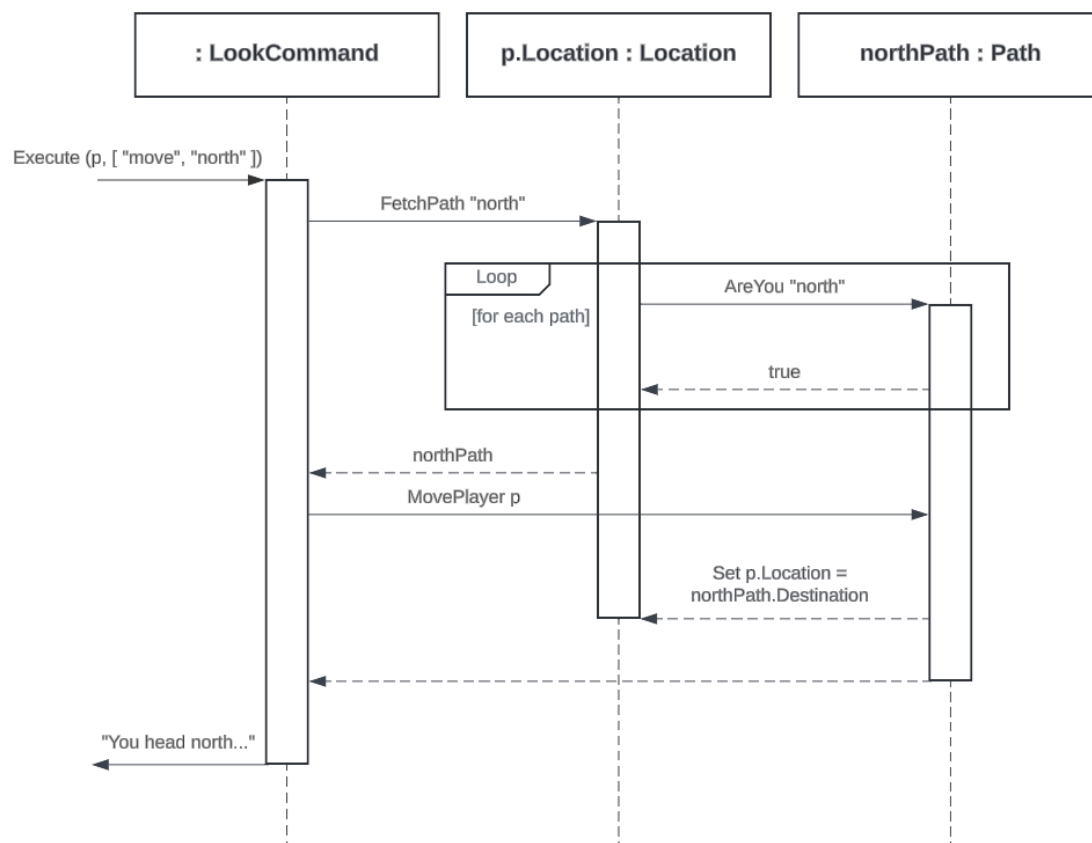 : LookCommand
p.Location : Location
northPath : Path
Execute (p, [ "move", "north" ])
FetchPath "north"
Loop
AreYou "north"
[for each path]
true
northPath
MovePlayer p
Set p.Location =
northPath.Destination
"You head north..."